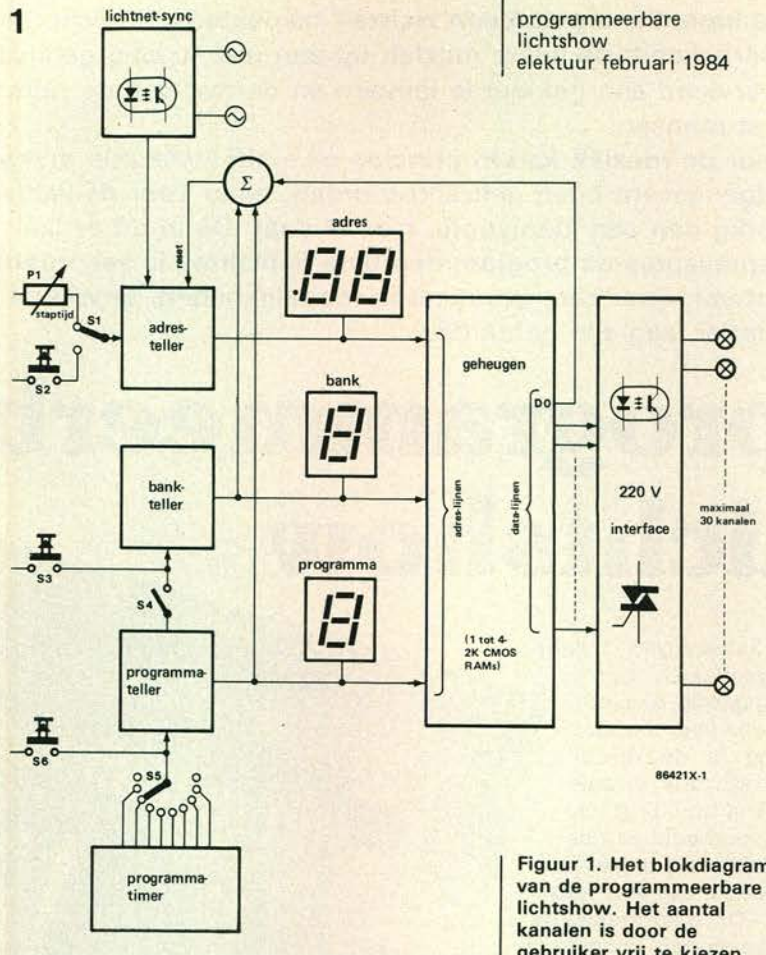 1
lichtnet-sync
programmeerbare
lichtshow
elektuur februari 1984
Σ
reset
adres
P1
staptijd
S1
adres-
teller
S2
geheugen
D0
bank
bank-
teller
adres-lijnen
data-lijnen
220 V
interface
maximaal
30 kanalen
S3
programma
S4
programma-
teller
(1 tot 4-
2K CMOS
RAMs)
S6
S5
86421X-1
programma-
timer
Figuur 1. Het blokdiagram
van de programmeerbare
lichtshow. Het aantal
kanalen is door de
gebruiker vrij te kiezen